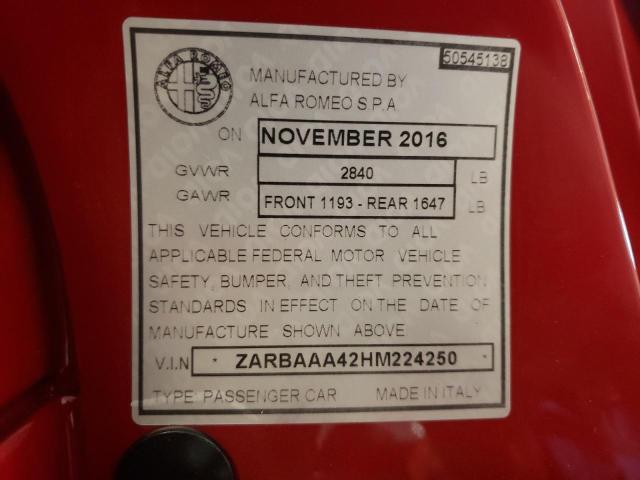 ALFA ROMEO
50545138
MANUFACTURED BY
ALFA ROMEO S.P.A.
ON NOVEMBER 2016
GVWR 2840 LB
GAWR FRONT 1193 - REAR 1647 LB
THIS VEHICLE CONFORMS TO ALL
APPLICABLE FEDERAL MOTOR VEHICLE
SAFETY, BUMPER, AND THEFT PREVENTION
STANDARDS IN EFFECT ON THE DATE OF
MANUFACTURE SHOWN ABOVE
V.I.N * ZARBAAA42HM224250 *
TYPE: PASSENGER CAR MADE IN ITALY